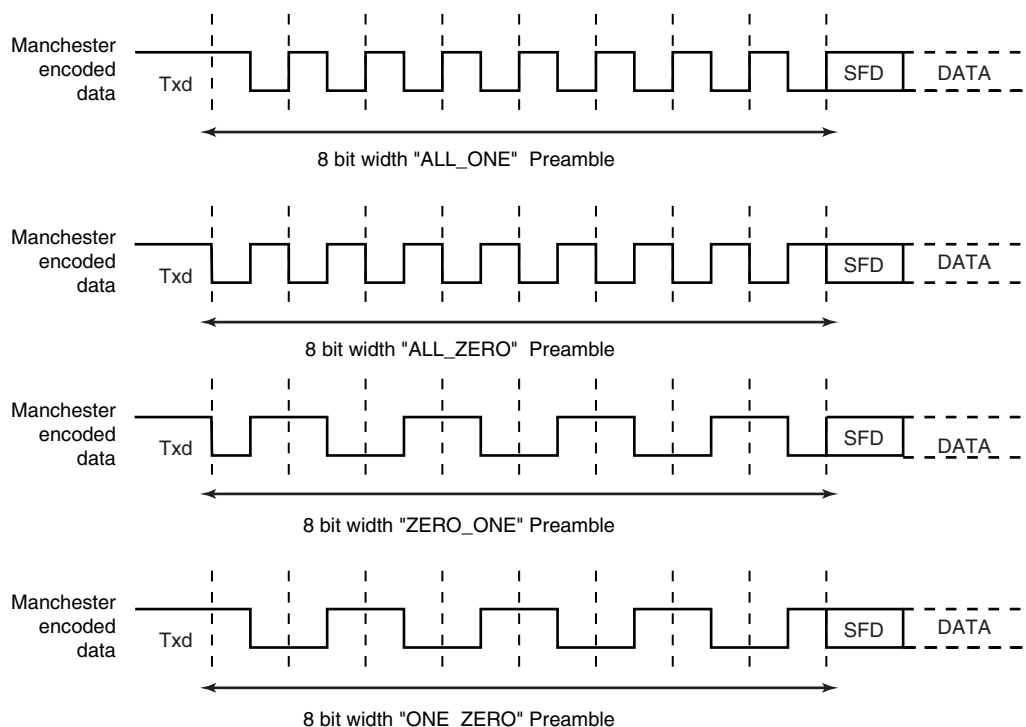 Manchester
encoded
data
Txd
SFD
DATA
8 bit width "ALL_ONE" Preamble
Manchester
encoded
data
Txd
SFD
DATA
8 bit width "ALL_ZERO" Preamble
Manchester
encoded
data
Txd
SFD
DATA
8 bit width "ZERO_ONE" Preamble
Manchester
encoded
data
Txd
SFD
DATA
8 bit width "ONE_ZERO" Preamble